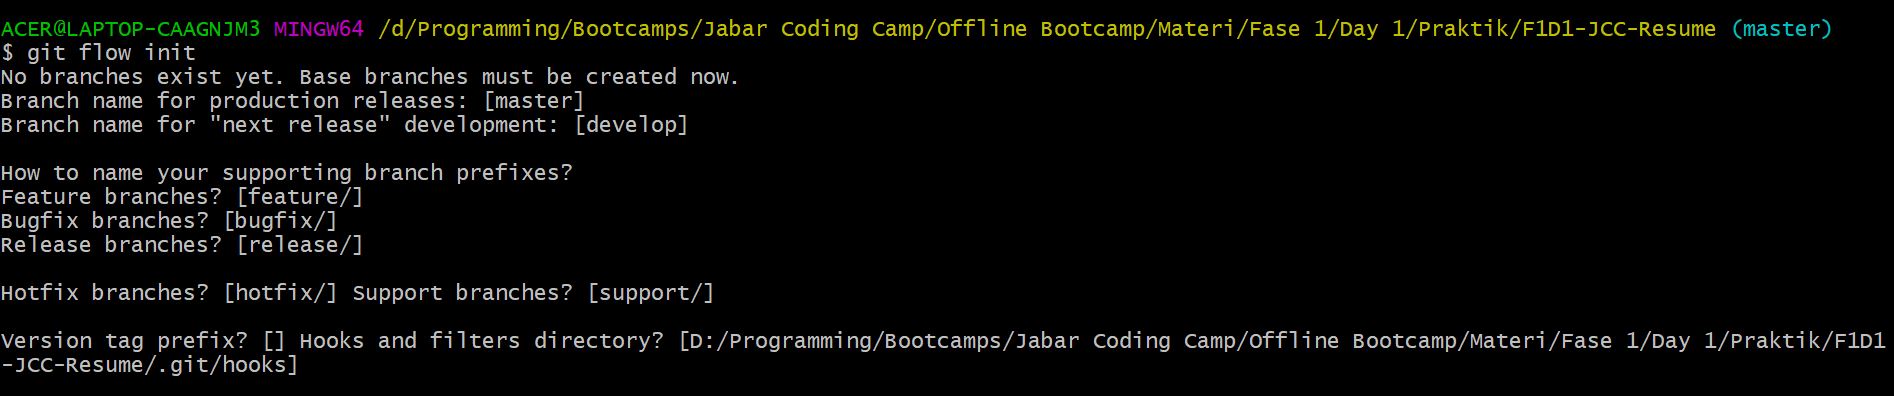 ACER@LAPTOP-CAAGNJM3 MINGW64 /d/Programming/Bootcamps/Jabar Coding Camp/Offline Bootcamp/Materi/Fase 1/Day 1/Praktik/F1D1-JCC-Resume (master)
$ git flow init
No branches exist yet. Base branches must be created now.
Branch name for production releases: [master]
Branch name for "next release" development: [develop]
How to name your supporting branch prefixes?
Feature branches? [feature/]
Bugfix branches? [bugfix/]
Release branches? [release/]
Hotfix branches? [hotfix/] Support branches? [support/]
Version tag prefix? [] Hooks and filters directory? [D:/Programming/Bootcamps/Jabar Coding Camp/Offline Bootcamp/Materi/Fase 1/Day 1/Praktik/F1D1
-JCC-Resume/.git/hooks]